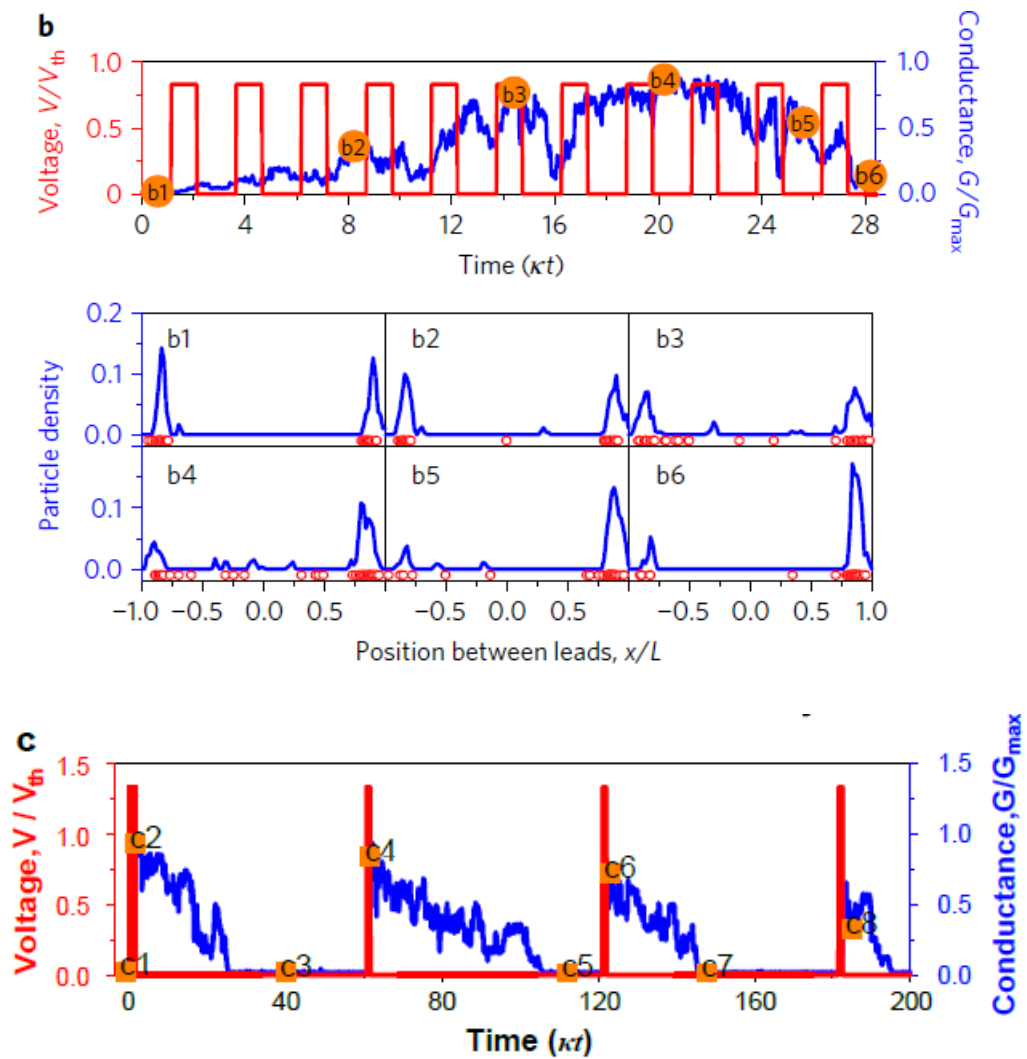 b
Voltage, V/Vth
Conductance, G/Gmax
1.0
0.5
0
1.0
0.5
0.0
b1
b2
b3
b4
b5
b6
0 4 8 12 16 20 24 28
Time (κt)
Particle density
0.2
0.1
0.0
0.1
0.0
b1 b2 b3
b4 b5 b6
−1.0 −0.5 0.0 0.5 −0.5 0.0 0.5 −0.5 0.0 0.5 1.0
Position between leads, x/L
c
Voltage, V / Vth
Conductance,G/Gmax
1.5
1.0
0.5
0.0
1.5
1.0
0.5
0.0
c1
c2
c3
c4
c5
c6
c7
c8
0 40 80 120 160 200
Time (κt)